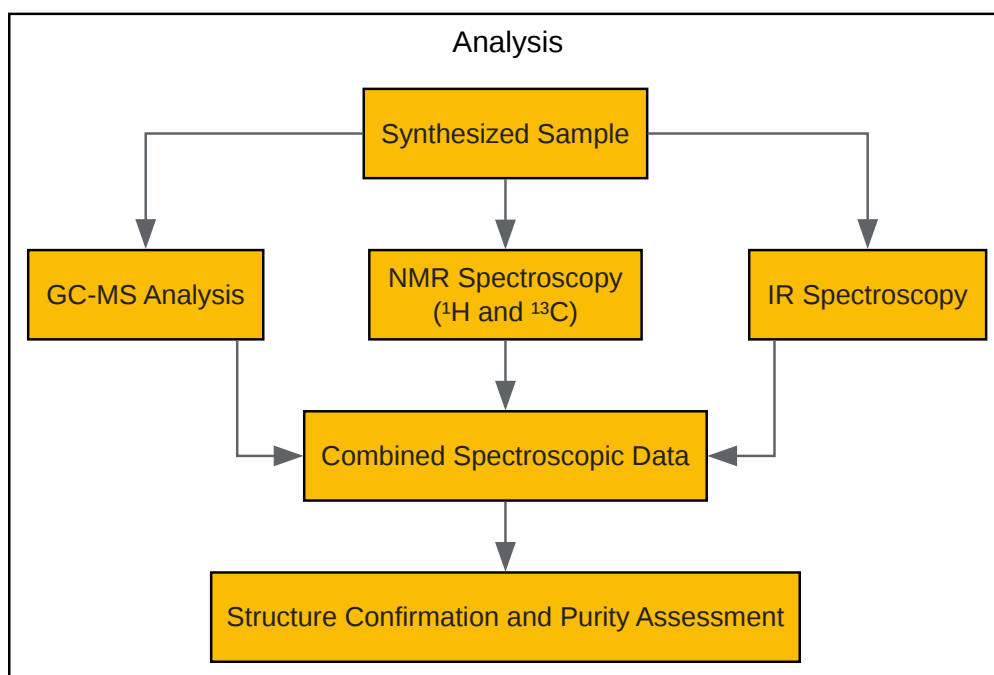 Analysis
Synthesized Sample
GC-MS Analysis
NMR Spectroscopy
(¹H and ¹³C)
IR Spectroscopy
Combined Spectroscopic Data
Structure Confirmation and Purity Assessment